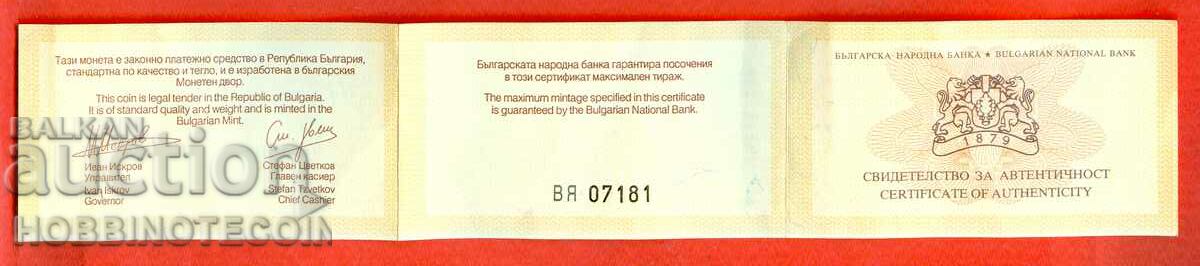 Тази монета е законно платежно средство в Република България,
стандартна по качество и тегло, и е изработена в българския
Монетен двор.
This coin is legal tender in the Republic of Bulgaria.
It is of standard quality and weight and is minted in the
Bulgarian Mint.
Иван Искров
Управител
Ivan Iskrov
Governor
Стефан Цветков
Главен касиер
Stefan Tzvetkov
Chief Cashier
BALKAN
auction
HOBBINOTECOIN
Българската народна банка гарантира посочения
в този сертификат максимален тираж.
The maximum mintage specified in this certificate
is guaranteed by the Bulgarian National Bank.
ВЯ 07181
БЪЛГАРСКА НАРОДНА БАНКА ★ BULGARIAN NATIONAL BANK
1879
СВИДЕТЕЛСТВО ЗА АВТЕНТИЧНОСТ
CERTIFICATE OF AUTHENTICITY